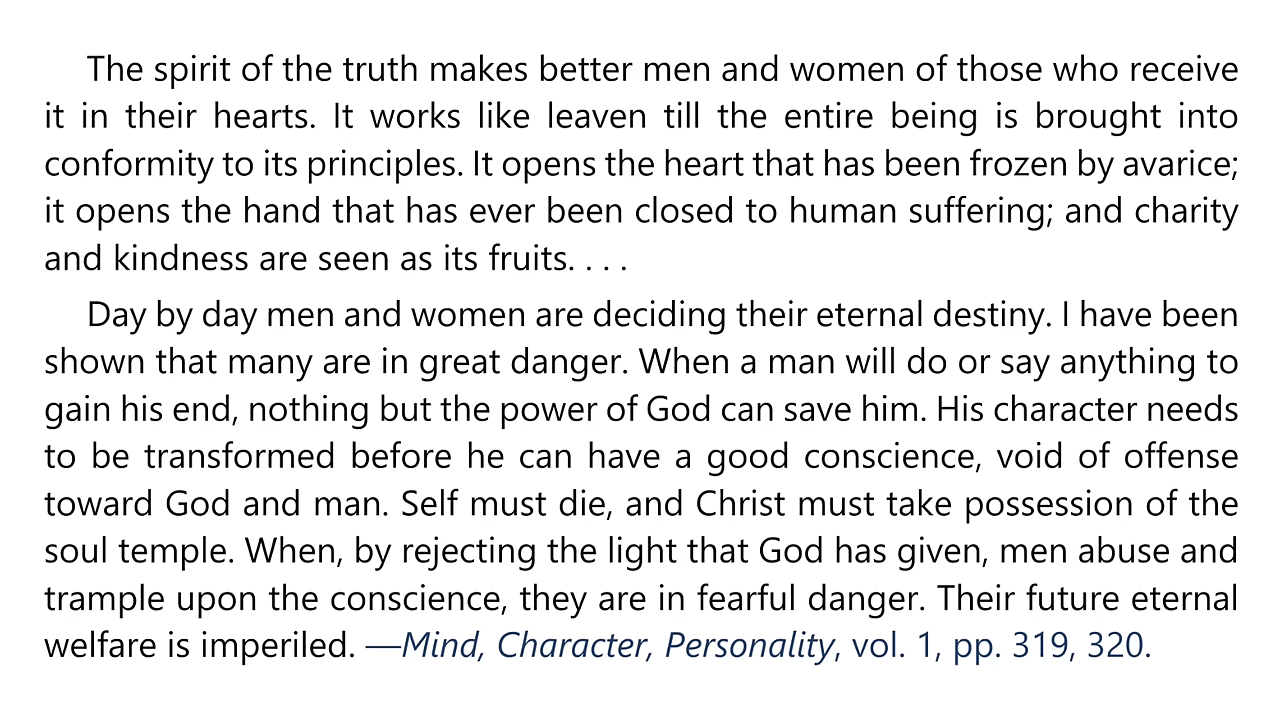 The spirit of the truth makes better men and women of those who receive
it in their hearts. It works like leaven till the entire being is brought into
conformity to its principles. It opens the heart that has been frozen by avarice;
it opens the hand that has ever been closed to human suffering; and charity
and kindness are seen as its fruits. . . .
Day by day men and women are deciding their eternal destiny. I have been
shown that many are in great danger. When a man will do or say anything to
gain his end, nothing but the power of God can save him. His character needs
to be transformed before he can have a good conscience, void of offense
toward God and man. Self must die, and Christ must take possession of the
soul temple. When, by rejecting the light that God has given, men abuse and
trample upon the conscience, they are in fearful danger. Their future eternal
welfare is imperiled. —Mind, Character, Personality, vol. 1, pp. 319, 320.